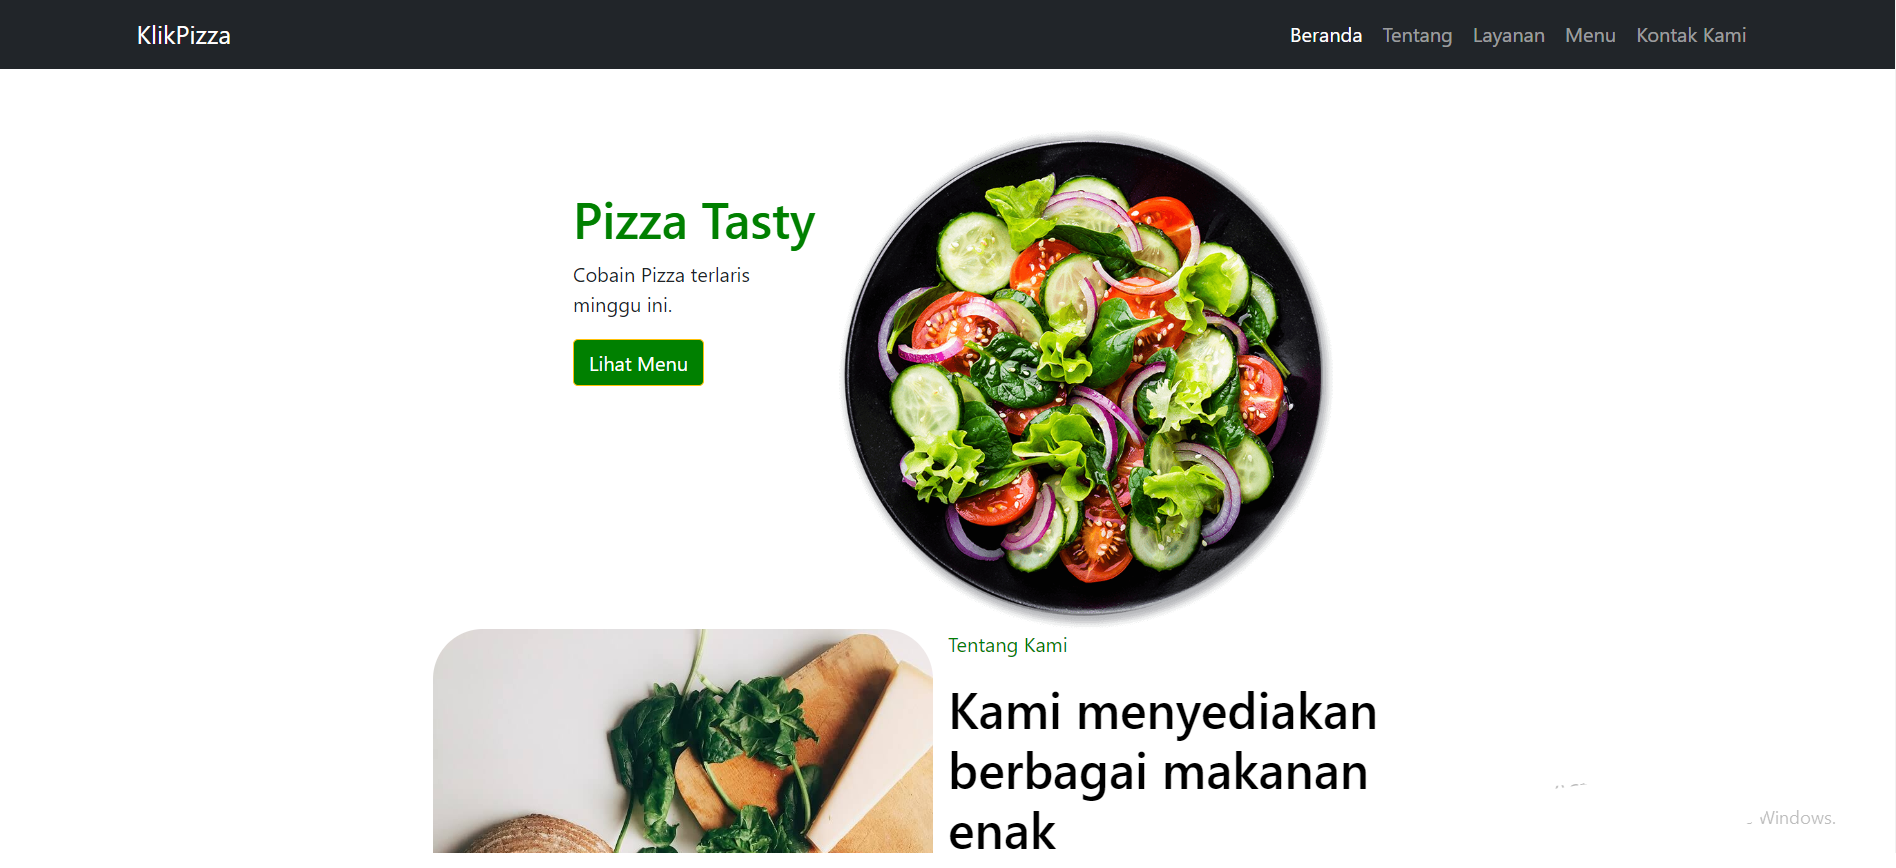 KlikPizza
Beranda Tentang Layanan Menu Kontak Kami
Pizza Tasty
Cobain Pizza terlaris
minggu ini.
Lihat Menu
Tentang Kami
Kami menyediakan
berbagai makanan
enak
Windows.